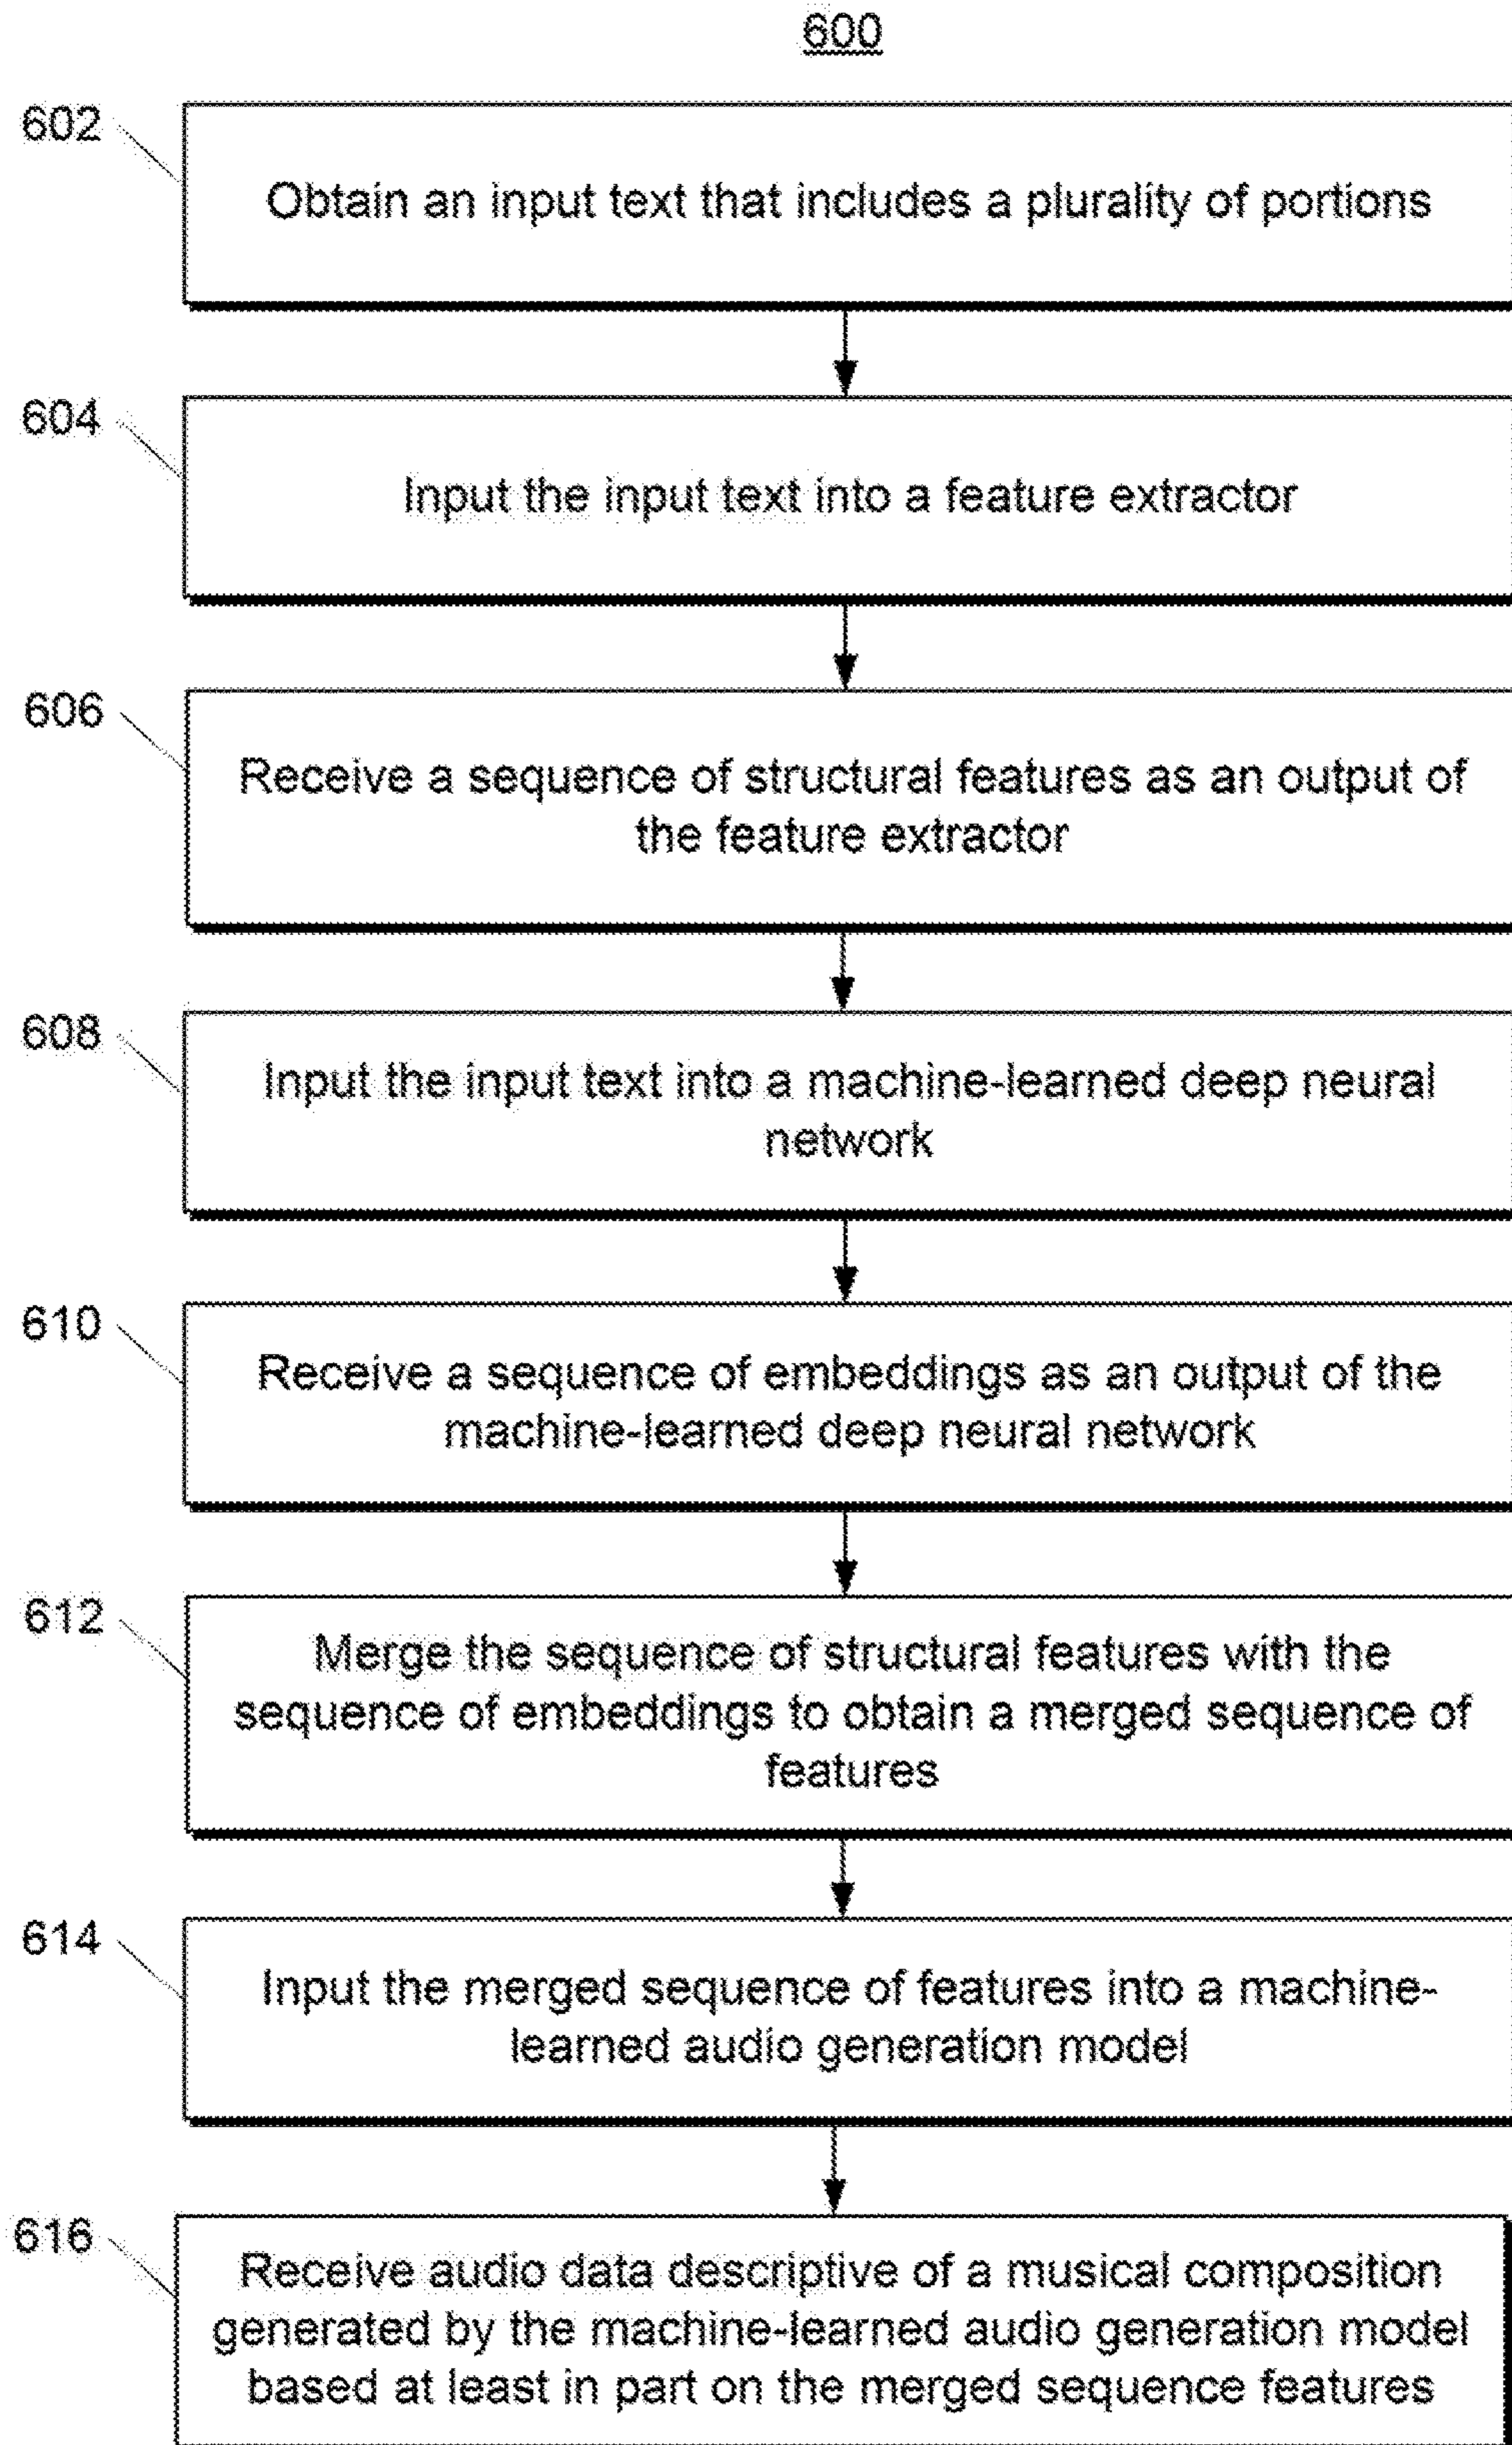 600
602
Obtain an input text that includes a plurality of portions
604
Input the input text into a feature extractor
606
Receive a sequence of structural features as an output of
the feature extractor
608
Input the input text into a machine-learned deep neural
network
610
Receive a sequence of embeddings as an output of the
machine-learned deep neural network
612
Merge the sequence of structural features with the
sequence of embeddings to obtain a merged sequence of
features
614
Input the merged sequence of features into a machine-
learned audio generation model
616
Receive audio data descriptive of a musical composition
generated by the machine-learned audio generation model
based at least in part on the merged sequence features